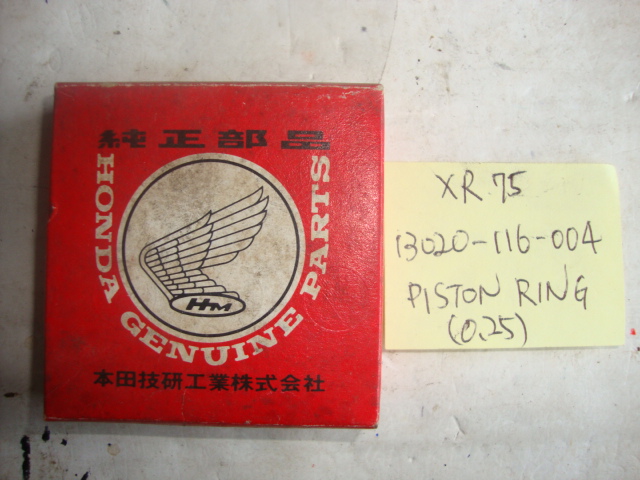 純正部品
HONDA GENUINE PARTS
HM
本田技研工業株式会社
XR 75
13020-116-004
PISTON RING
(0.25)